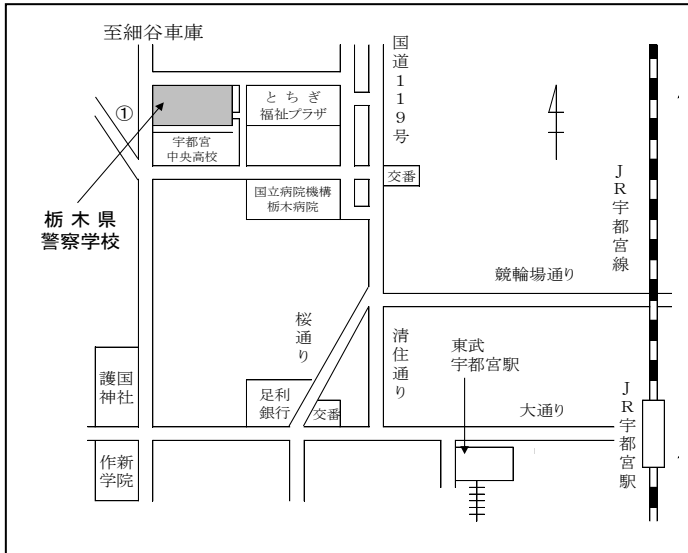 至細谷車庫
国道119号
①
とちぎ
福祉プラザ
宇都宮
中央高校
交番
国立病院機構
栃木病院
栃木県
警察学校
JR宇都宮線
競輪場通り
桜通り
清住通り
東武
宇都宮駅
護国
神社
足利
銀行
交番
大通り
JR宇都宮駅
作新
学院